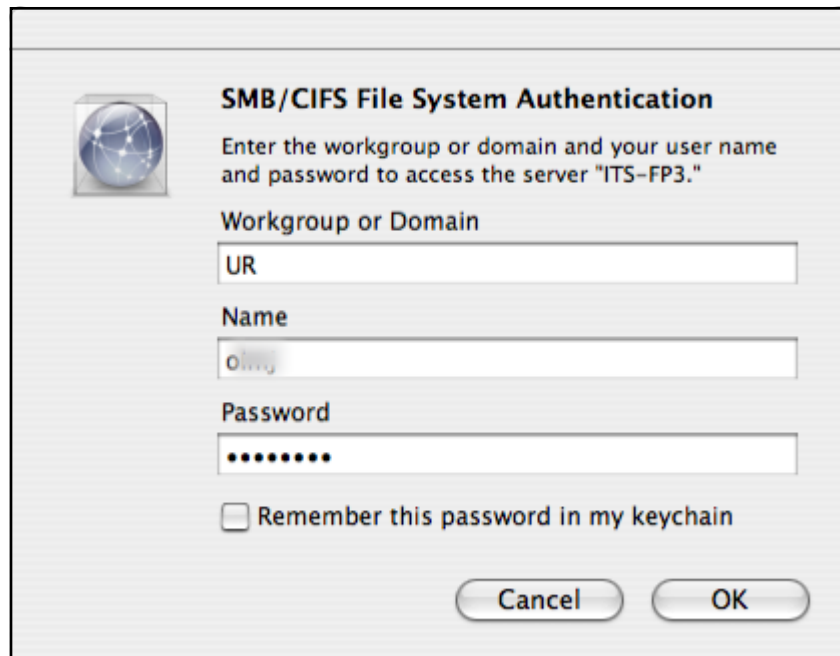 SMB/CIFS File System Authentication
Enter the workgroup or domain and your user name
and password to access the server "ITS-FP3."
Workgroup or Domain
UR
Name
Password
••••••••
Remember this password in my keychain
Cancel
OK